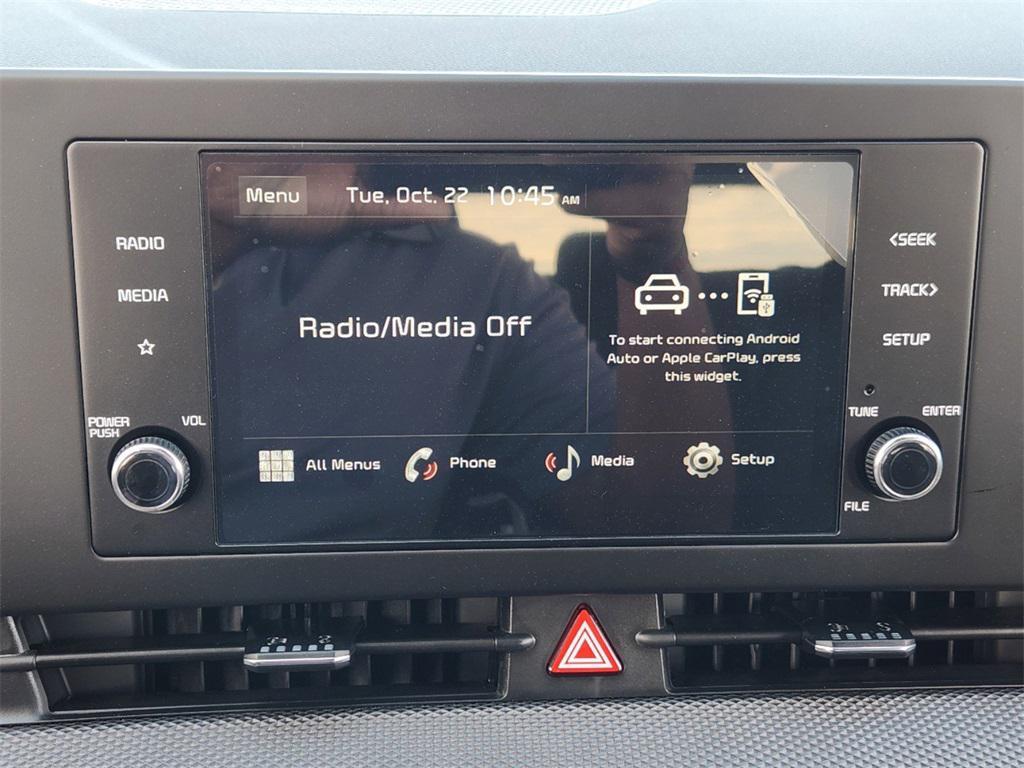 Menu
Tue, Oct. 22 10:45 AM
RADIO
MEDIA
POWER
PUSH
VOL
Radio/Media Off
To start connecting Android
Auto or Apple CarPlay, press
this widget.
All Menus
Phone
Media
Setup
<SEEK
TRACK>
SETUP
TUNE
ENTER
FILE